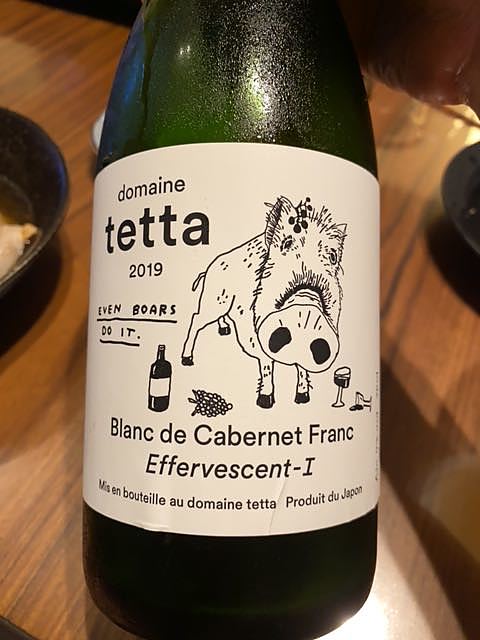 domaine
tetta
2019
EVEN BOARS
DO IT.
Blanc de Cabernet Franc
Effervescent-I
Mis en bouteille au domaine tetta Produit du Japon